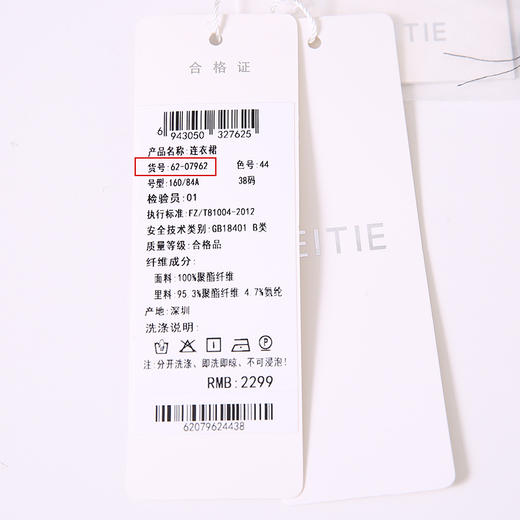 合格证
6 943050 327625
产品名称:连衣裙
货号:62-07962 色号:44
号型:160/84A 38码
检验员:01
执行标准:FZ/T81004-2012
安全技术类别:GB18401 B类
质量等级:合格品
纤维成分:
面料:100%聚酯纤维
里料:95.3%聚酯纤维 4.7%氨纶
产地:深圳
洗涤说明:
注:分开洗涤、即洗即晾、不可浸泡!
RMB:2299
62079624438
EITIE
TIE